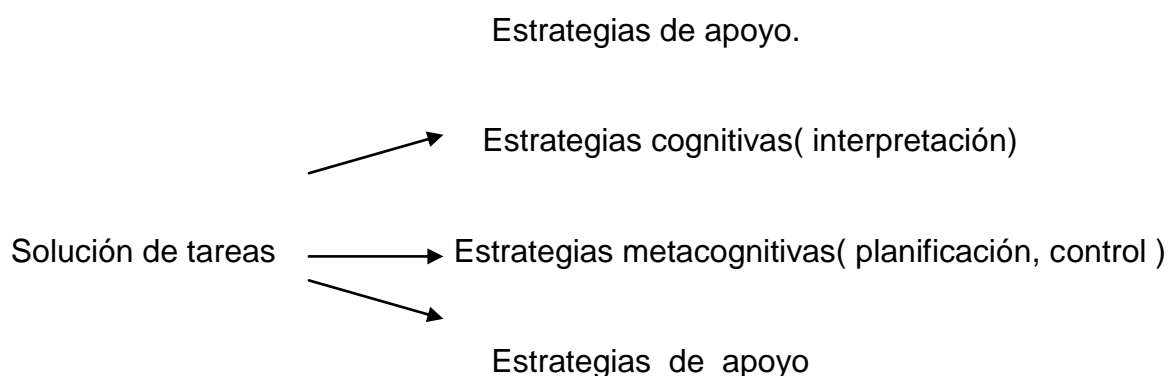 Estrategias de apoyo.
Estrategias cognitivas( interpretación)
Solución de tareas Estrategias metacognitivas( planificación, control )
Estrategias de apoyo